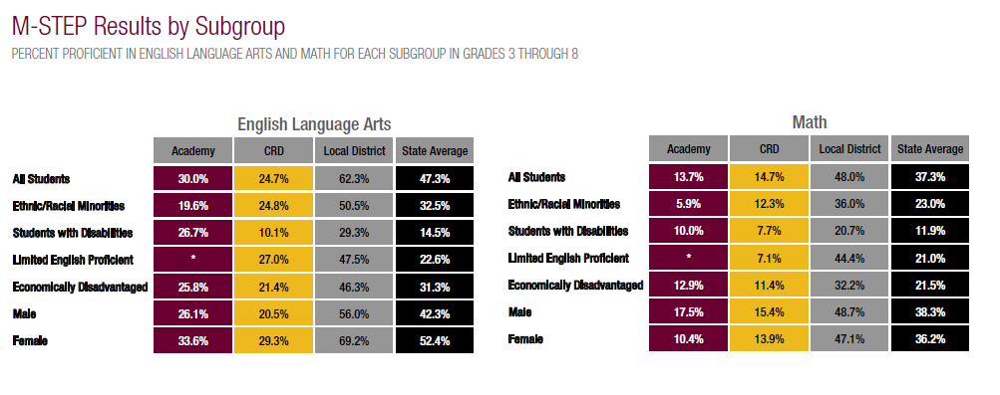 M-STEP Results by Subgroup
PERCENT PROFICIENT IN ENGLISH LANGUAGE ARTS AND MATH FOR EACH SUBGROUP IN GRADES 3 THROUGH 8
English Language Arts
Academy CRD Local District State Average
All Students 30.0% 24.7% 62.3% 47.3%
Ethnic/Racial Minorities 19.6% 24.8% 50.5% 32.5%
Students with Disabilities 26.7% 10.1% 29.3% 14.5%
Limited English Proficient * 27.0% 47.5% 22.6%
Economically Disadvantaged 25.8% 21.4% 46.3% 31.3%
Male 26.1% 20.5% 56.0% 42.3%
Female 33.6% 29.3% 69.2% 52.4%
Math
Academy CRD Local District State Average
All Students 13.7% 14.7% 48.0% 37.3%
Ethnic/Racial Minorities 5.9% 12.3% 36.0% 23.0%
Students with Disabilities 10.0% 7.7% 20.7% 11.9%
Limited English Proficient * 7.1% 44.4% 21.0%
Economically Disadvantaged 12.9% 11.4% 32.2% 21.5%
Male 17.5% 15.4% 48.7% 38.3%
Female 10.4% 13.9% 47.1% 36.2%